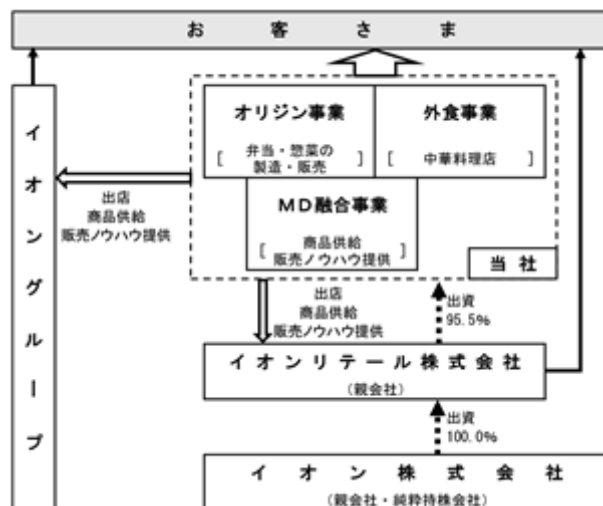 お客さま
イオングループ
オリジン事業
[ 弁当・惣菜の
製造・販売 ]
外食事業
[ 中華料理店 ]
MD融合事業
[ 商品供給
販売ノウハウ提供 ]
当社
出店
商品供給
販売ノウハウ提供
出店
商品供給
販売ノウハウ提供
出資
95.5%
イオンリテール株式会社
(親会社)
出資
100.0%
イオン株式会社
(親会社・純粋持株会社)